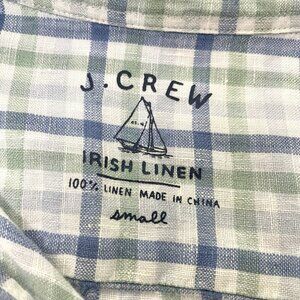 J.CREW
IRISH LINEN
100% LINEN MADE IN CHINA
small